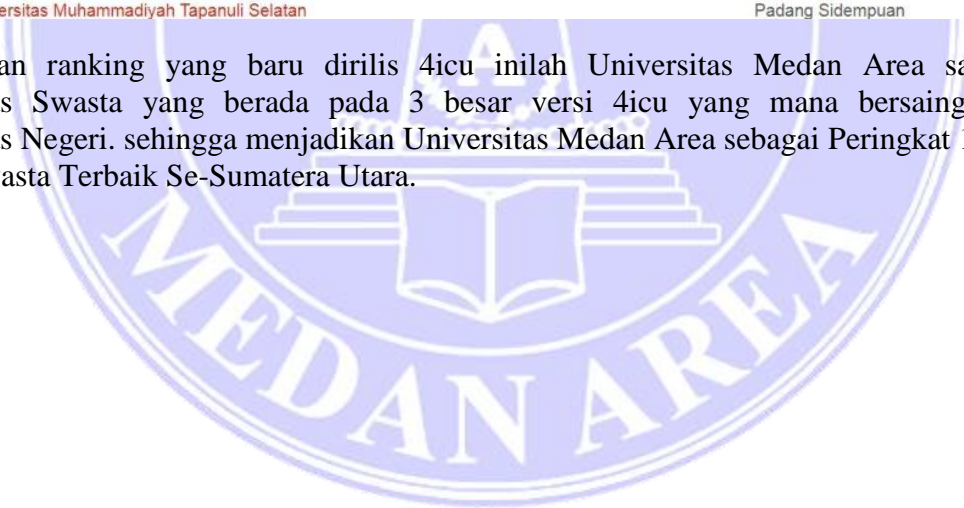 ersitas Muhammadiyah Tapanuli Selatan Padang Sidempuan
an ranking yang baru dirilis 4icu inilah Universitas Medan Area sa
s Swasta yang berada pada 3 besar versi 4icu yang mana bersaing
s Negeri. sehingga menjadikan Universitas Medan Area sebagai Peringkat
asta Terbaik Se-Sumatera Utara.
MEDAN AREA